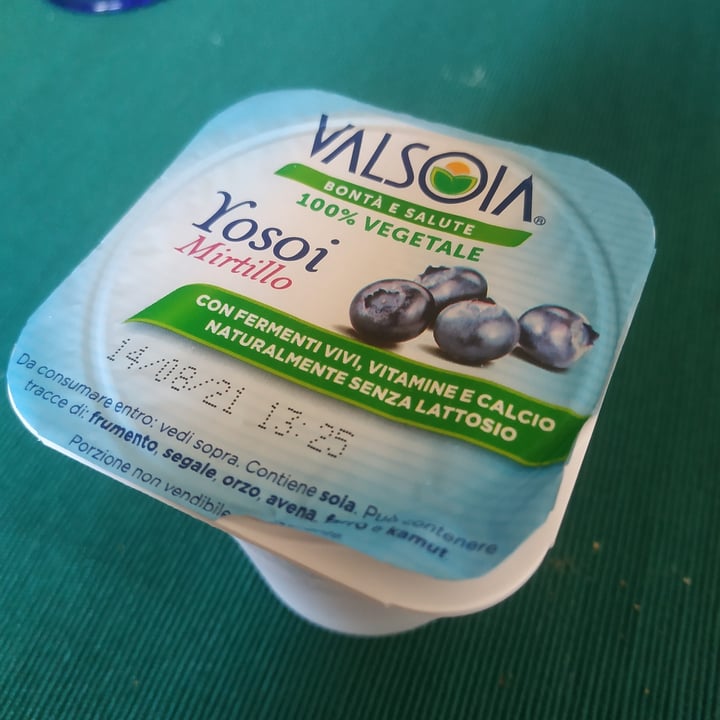 VALSOIA®
BONTÀ E SALUTE
100% VEGETALE
Yosoi
Mirtillo
CON FERMENTI VIVI, VITAMINE E CALCIO
NATURALMENTE SENZA LATTOSIO
14/08/21 13:25
Da consumare entro: vedi sopra. Contiene soia. Può contenere
tracce di: frumento, segale, orzo, avena, farro e kamut
Porzione non vendibile